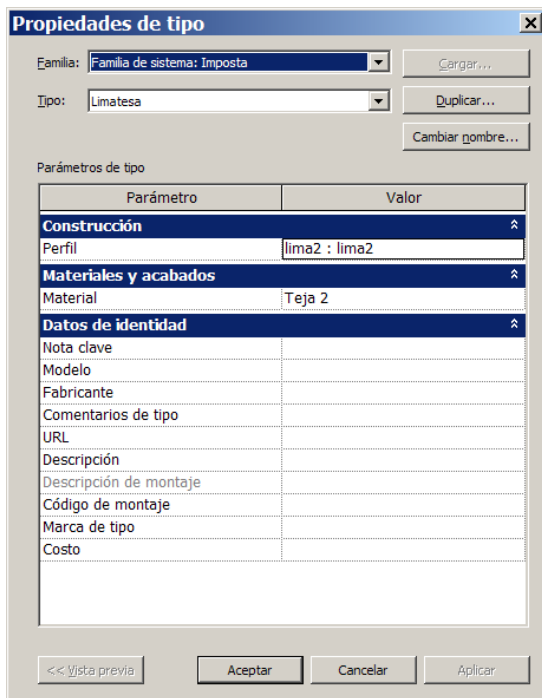 Propiedades de tipo
Familia: Familia de sistema: Imposta Cargar...
Tipo: Limatesa Duplicar...
Cambiar nombre...
Parámetros de tipo
Parámetro Valor
Construcción
Perfil lima2 : lima2
Materiales y acabados
Material Teja 2
Datos de identidad
Nota clave
Modelo
Fabricante
Comentarios de tipo
URL
Descripción
Descripción de montaje
Código de montaje
Marca de tipo
Costo
<< Vista previa Aceptar Cancelar Aplicar